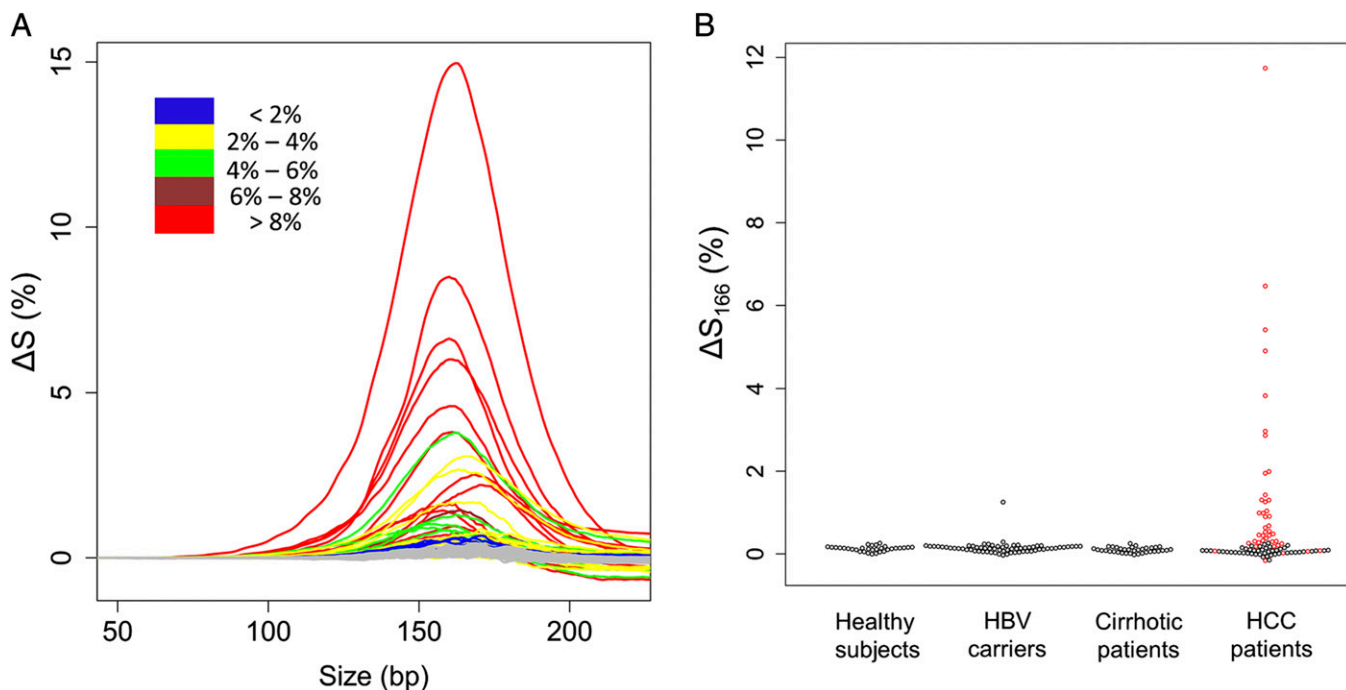 A
15
10
5
0
ΔS (%)
< 2%
2% – 4%
4% – 6%
6% – 8%
> 8%
50
100
150
200
Size (bp)
B
12
10
8
6
4
2
0
ΔS166 (%)
Healthy
subjects
HBV
carriers
Cirrhotic
patients
HCC
patients